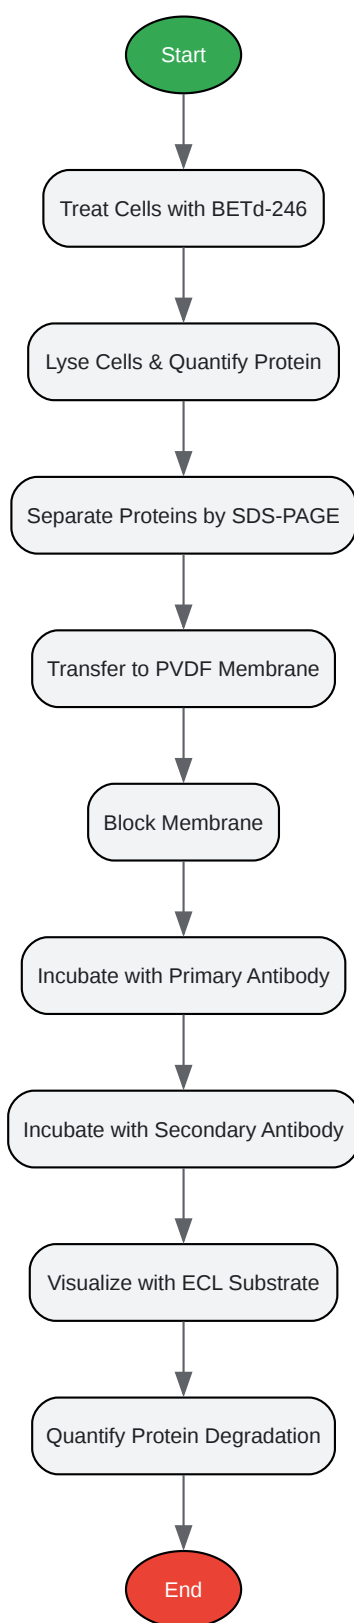 Start
Treat Cells with BETd-246
Lyse Cells & Quantify Protein
Separate Proteins by SDS-PAGE
Transfer to PVDF Membrane
Block Membrane
Incubate with Primary Antibody
Incubate with Secondary Antibody
Visualize with ECL Substrate
Quantify Protein Degradation
End